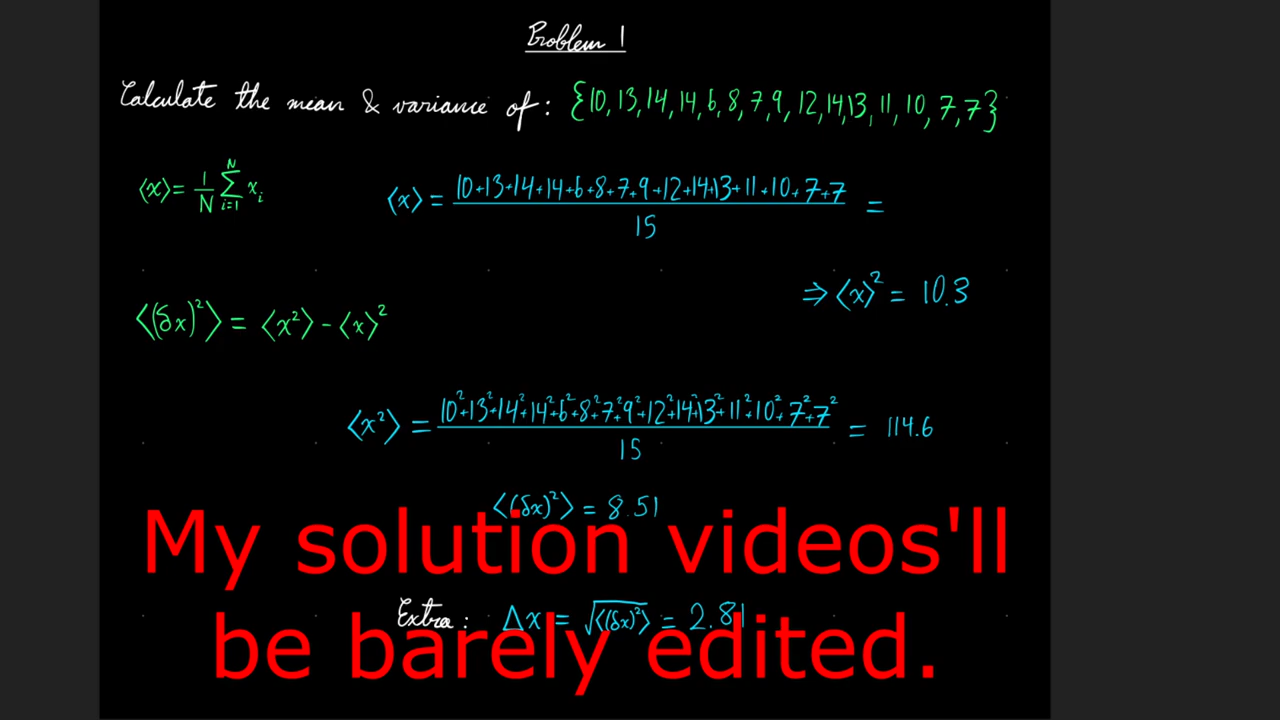 Problem 1
Calculate the mean & variance of: {10, 13, 14, 14, 6, 8, 7, 9, 12, 14, 13, 11, 10, 7, 7}
⟨x⟩ = 1/N ∑_{i=1}^{N} x_i
⟨x⟩ = (10+13+14+14+6+8+7+9+12+14+13+11+10+7+7)/15 =
⇒ ⟨x⟩² = 10.3
⟨(δx)²⟩ = ⟨x²⟩ - ⟨x⟩²
⟨x²⟩ = (10²+13²+14²+14²+6²+8²+7²+9²+12²+14²+13²+11²+10²+7²+7²)/15 = 114.6
⟨(δx)²⟩ = 8.51
My solution videos'll
Extra: Δx = √⟨(δx)²⟩ = 2.81
be barely edited.